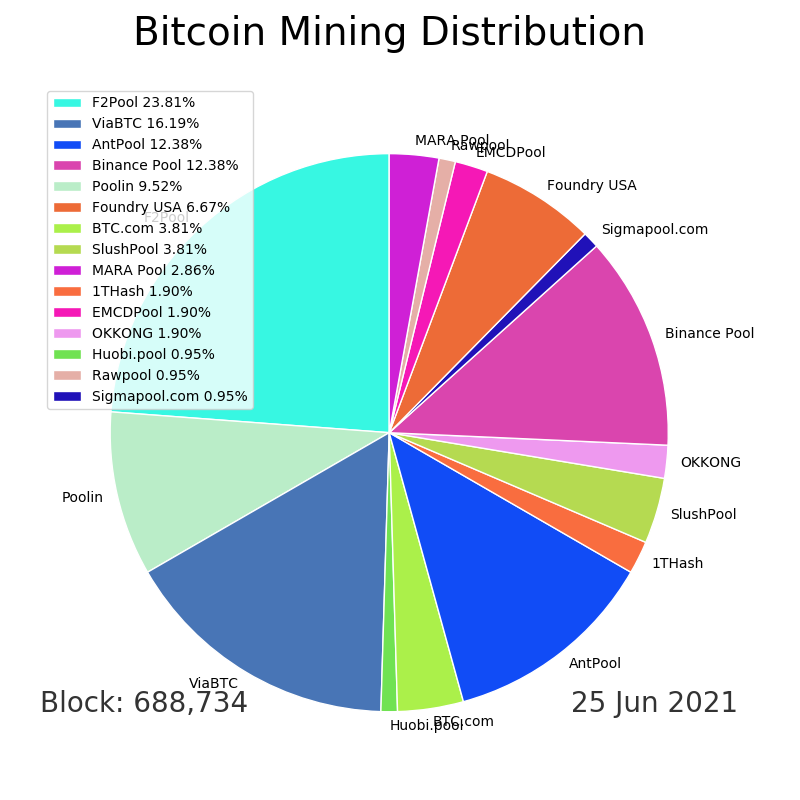 Bitcoin Mining Distribution
F2Pool 23.81%
ViaBTC 16.19%
AntPool 12.38%
Binance Pool 12.38%
Poolin 9.52%
Foundry USA 6.67%
BTC.com 3.81%
SlushPool 3.81%
MARA Pool 2.86%
1THash 1.90%
EMCDPool 1.90%
OKKONG 1.90%
Huobi.pool 0.95%
Rawpool 0.95%
Sigmapool.com 0.95%
F2Pool
MARA Pool
Rawpool
EMCDPool
Foundry USA
Sigmapool.com
Binance Pool
OKKONG
SlushPool
1THash
AntPool
BTC.com
Huobi.pool
ViaBTC
Poolin
Block: 688,734
25 Jun 2021